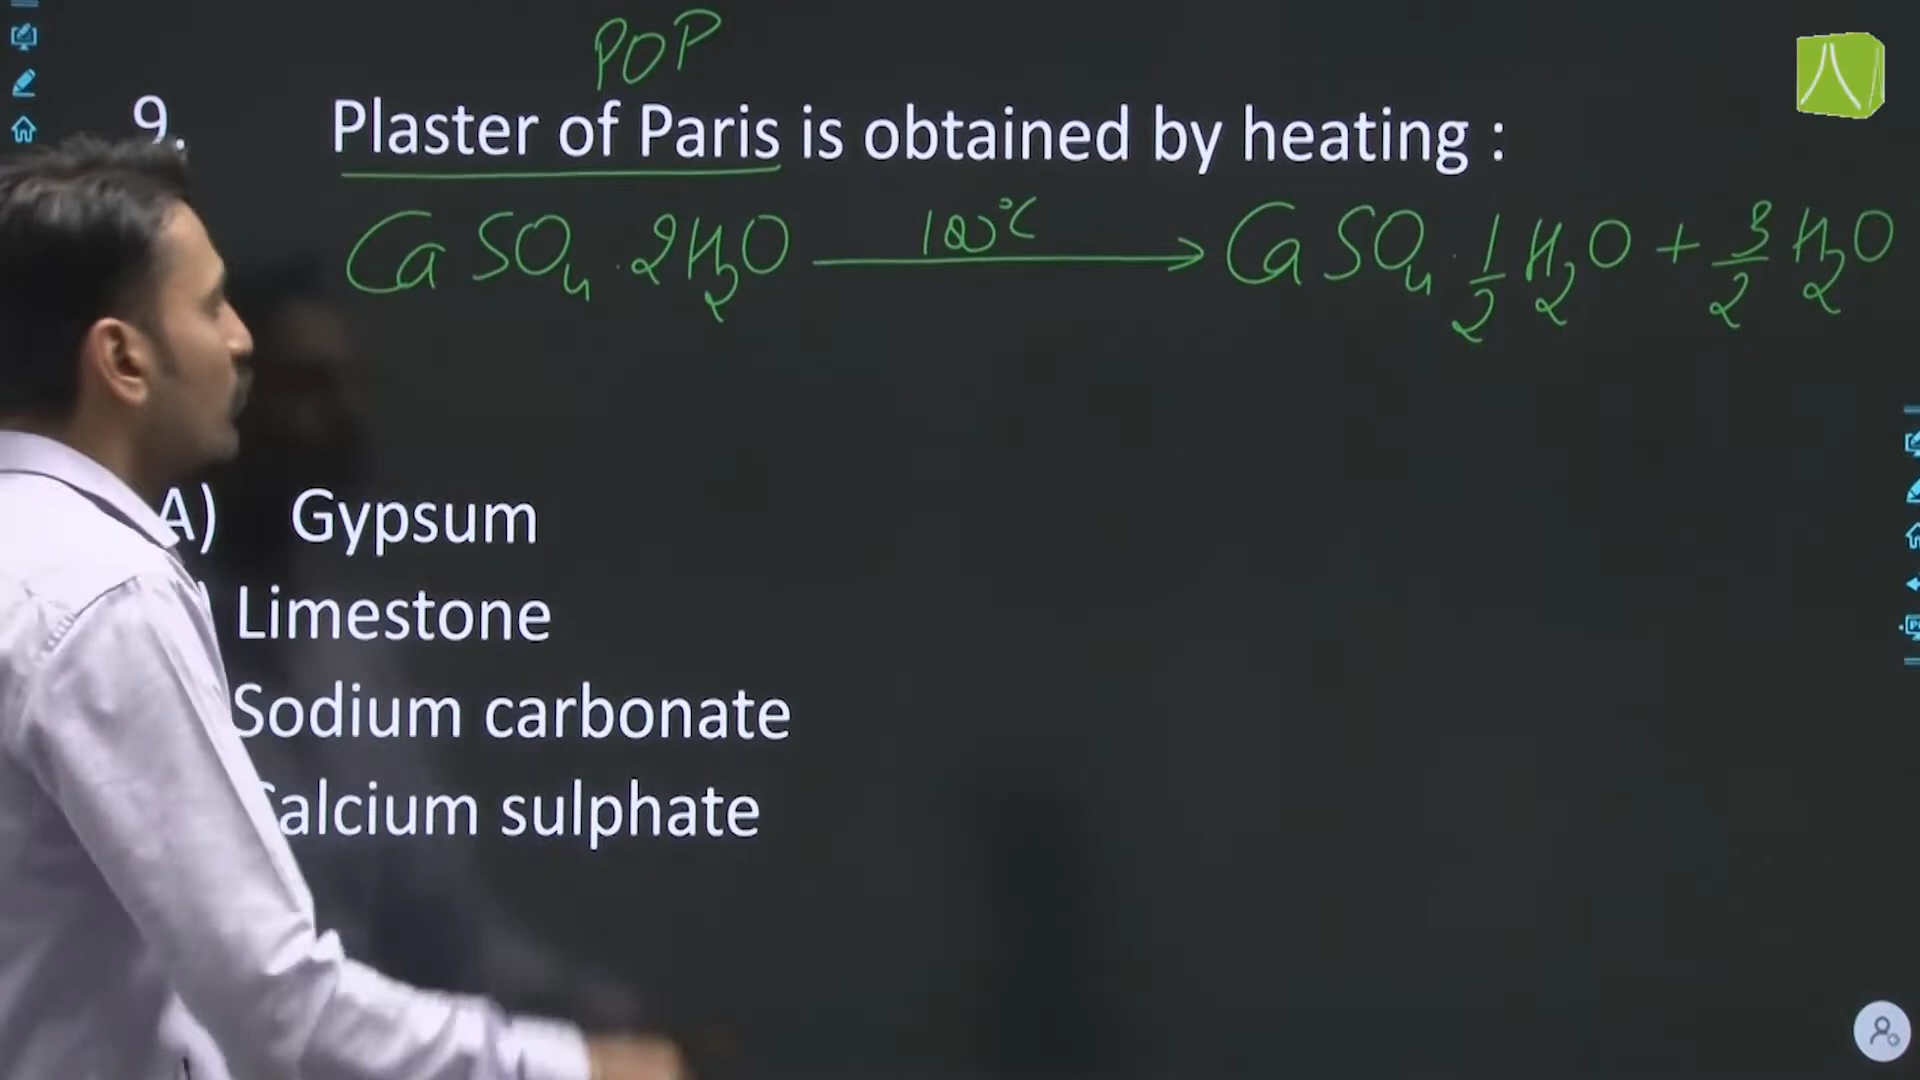 POP
9. Plaster of Paris is obtained by heating :
CaSO₄·2H₂O ⟶ 100°C CaSO₄·½H₂O + 3/2 H₂O
A) Gypsum
Limestone
Sodium carbonate
Calcium sulphate